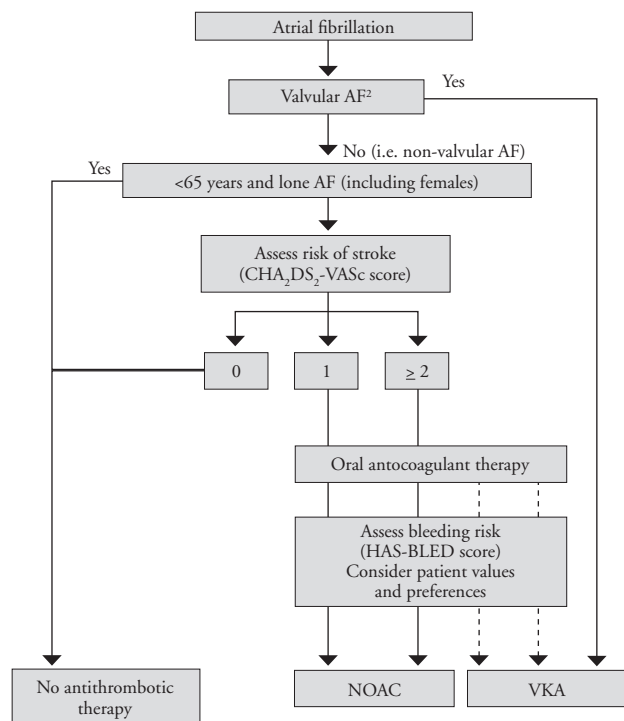 Atrial fibrillation
Valvular AF²
Yes
No (i.e. non-valvular AF)
Yes
<65 years and lone AF (including females)
Assess risk of stroke
(CHA₂DS₂-VASc score)
0
1
≥ 2
Oral antocoagulant therapy
Assess bleeding risk
(HAS-BLED score)
Consider patient values
and preferences
No antithrombotic
therapy
NOAC
VKA